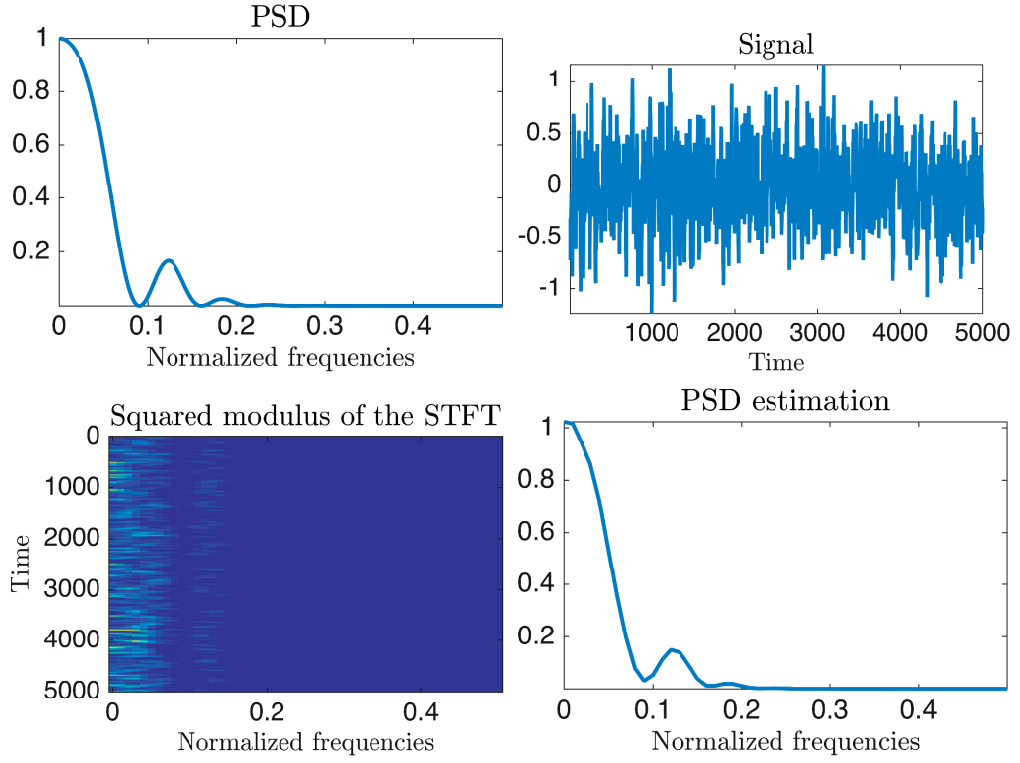 PSD
1
0.8
0.6
0.4
0.2
0 0.1 0.2 0.3 0.4
Normalized frequencies
Signal
1
0.5
0
-0.5
-1
1000 2000 3000 4000 5000
Time
Squared modulus of the STFT
0
1000
2000
3000
4000
5000
Time
0 0.2 0.4
Normalized frequencies
PSD estimation
1
0.8
0.6
0.4
0.2
0 0.1 0.2 0.3 0.4
Normalized frequencies